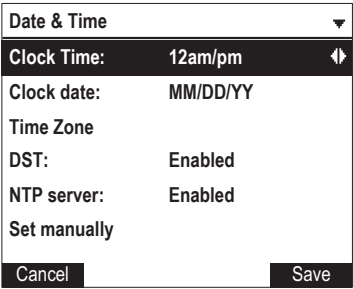 Date & Time
Clock Time: 12am/pm
Clock date: MM/DD/YY
Time Zone
DST: Enabled
NTP server: Enabled
Set manually
Cancel Save